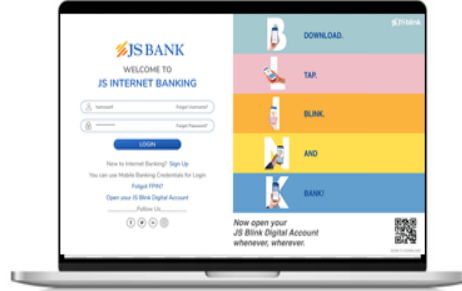 JS BANK
WELCOME TO
JS INTERNET BANKING
Forgot Username?
Forgot Password?
LOGIN
New to Internet Banking? Sign Up
You can use Mobile Banking Credentials for Login
Forgot FPIN?
Open your JS Blink Digital Account
Follow Us
JS blink
B
DOWNLOAD.
L
TAP.
I
BLINK.
N
AND
K
BANK!
Now open your
JS Blink Digital Account
whenever, wherever.